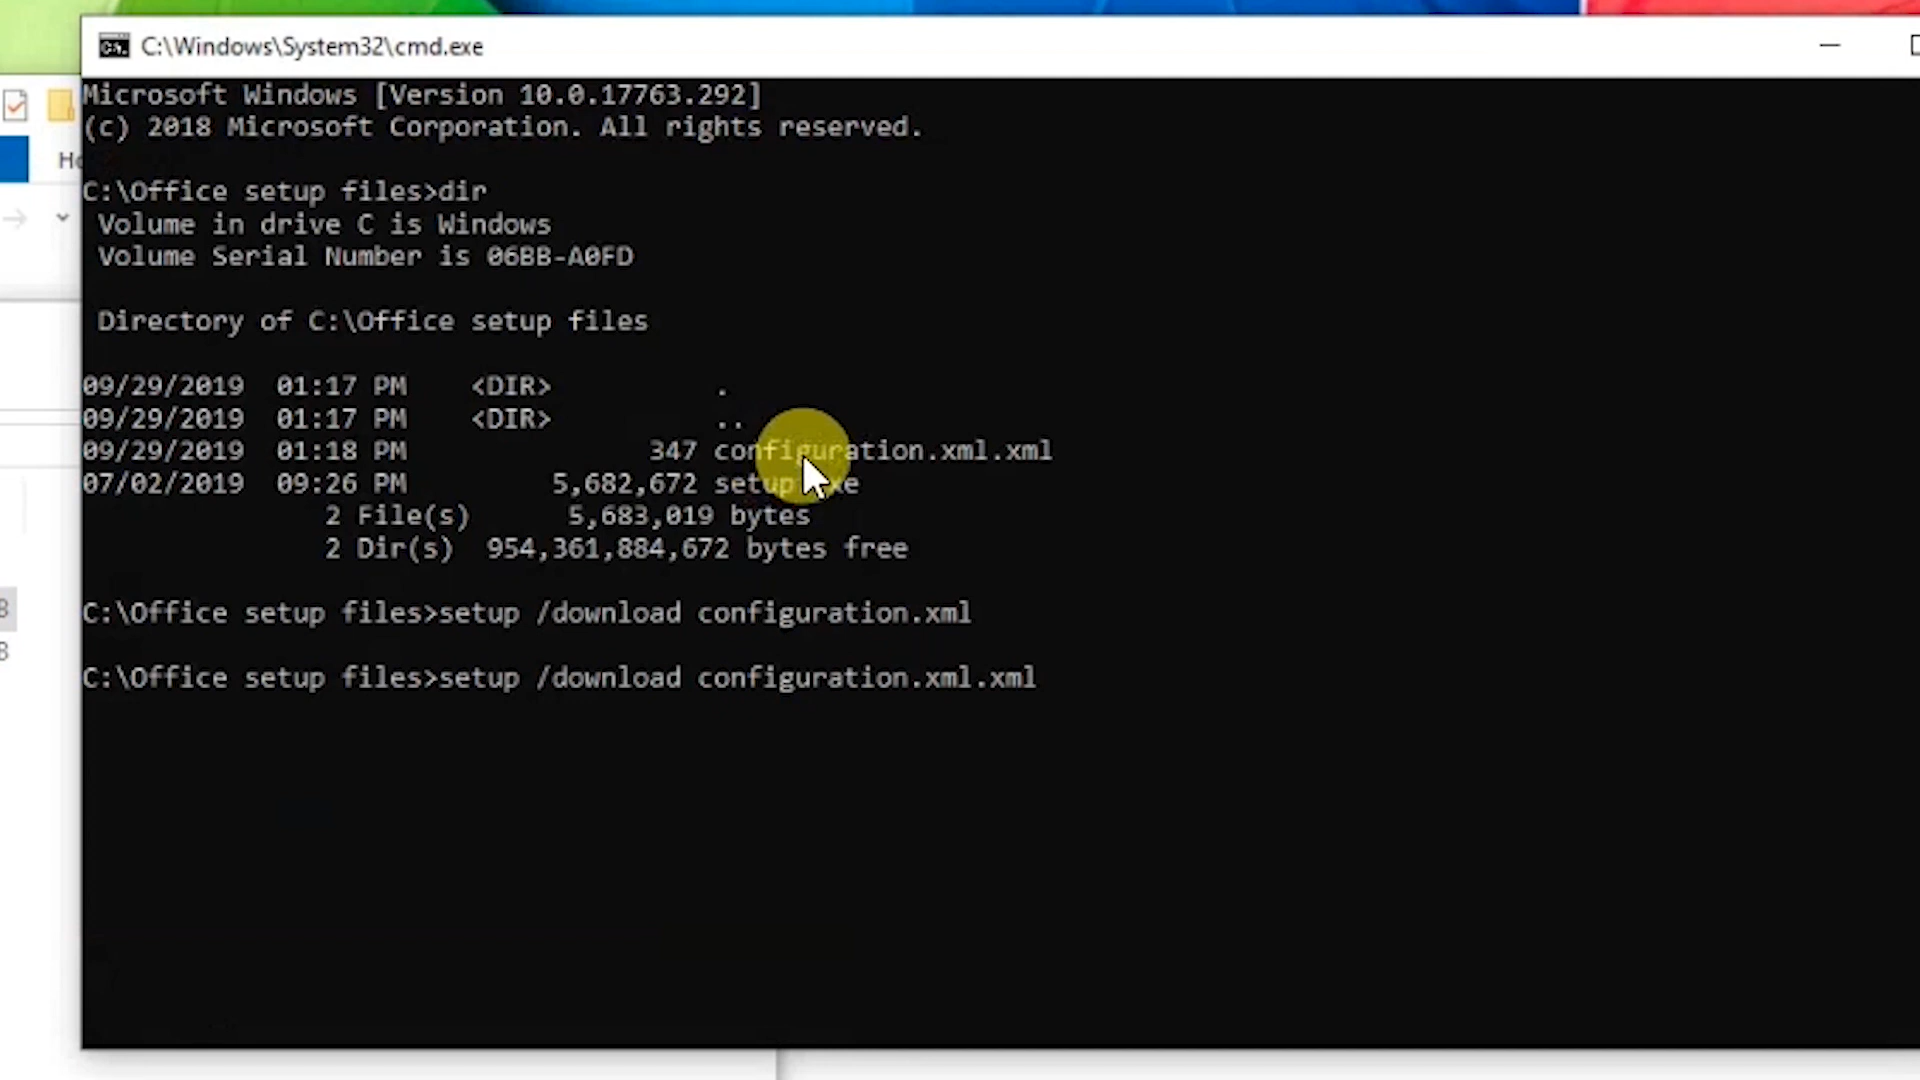 C:\Windows\System32\cmd.exe
Microsoft Windows [Version 10.0.17763.292]
(c) 2018 Microsoft Corporation. All rights reserved.
C:\Office setup files>dir
Volume in drive C is Windows
Volume Serial Number is 06BB-A0FD
Directory of C:\Office setup files
09/29/2019 01:17 PM <DIR> .
09/29/2019 01:17 PM <DIR> ..
09/29/2019 01:18 PM 347 configuration.xml.xml
07/02/2019 09:26 PM 5,682,672 setup.exe
2 File(s) 5,683,019 bytes
2 Dir(s) 954,361,884,672 bytes free
C:\Office setup files>setup /download configuration.xml
C:\Office setup files>setup /download configuration.xml.xml